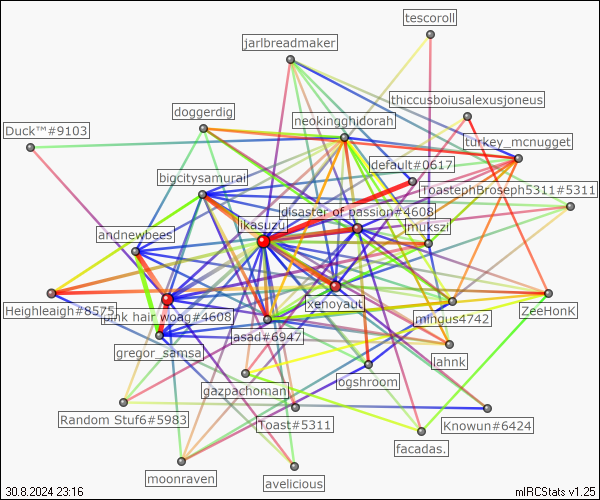 tescoroll
jarlbreadmaker
thiccusboiusalexusjoneus
doggerdig
neokingghidorah
Duck™#9103
turkey_mcnugget
default#0617
bigcitysamurai
ToastephBroseph5311#5311
disaster of passion#4608
ikasuzu
jmukszi
andnewbees
xenoyaut
Heighleaigh#8575
pink hair woag#4608
mingus4742
ZeeHonK
jasad#6947
gregor_samsa
lahnk
ogshroom
gazpachoman
Random Stuf6#5983
Toast#5311
Knowun#6424
facadas.
moonraven
avelicious
30.8.2024 23:16
mIRCStats v1.25